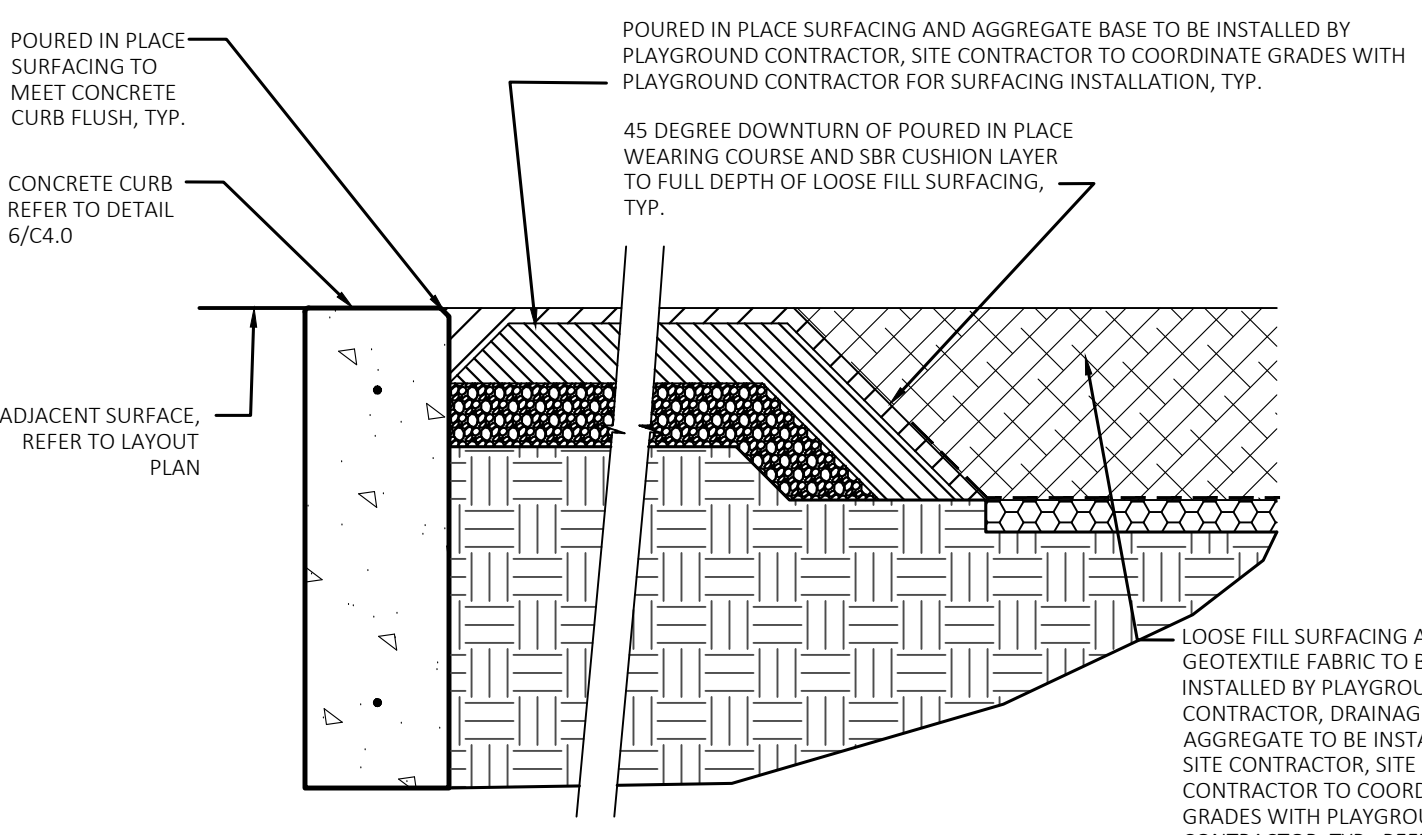 POURED IN PLACE
SURFACING TO
MEET CONCRETE
CURB FLUSH, TYP.
CONCRETE CURB
REFER TO DETAIL
6/C4.0
ADJACENT SURFACE,
REFER TO LAYOUT
PLAN
POURED IN PLACE SURFACING AND AGGREGATE BASE TO BE INSTALLED BY
PLAYGROUND CONTRACTOR, SITE CONTRACTOR TO COORDINATE GRADES WITH
PLAYGROUND CONTRACTOR FOR SURFACING INSTALLATION, TYP.
45 DEGREE DOWNTURN OF POURED IN PLACE
WEARING COURSE AND SBR CUSHION LAYER
TO FULL DEPTH OF LOOSE FILL SURFACING,
TYP.
LOOSE FILL SURFACING
GEOTEXTILE FABRIC TO
INSTALLED BY
CONTRACTOR,
AGGREGATE TO BE
SITE CONTRACTOR, SITE
CONTRACTOR TO
GRADES WITH